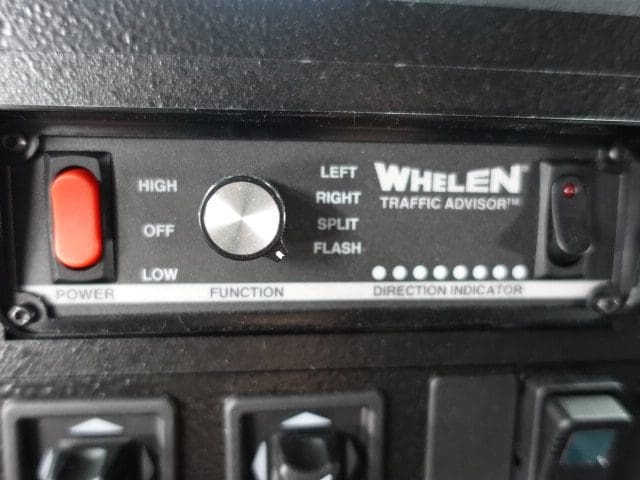 HIGH
OFF
LOW
POWER
FUNCTION
LEFT
RIGHT
SPLIT
FLASH
WHELEN®
TRAFFIC ADVISOR™
DIRECTION INDICATOR